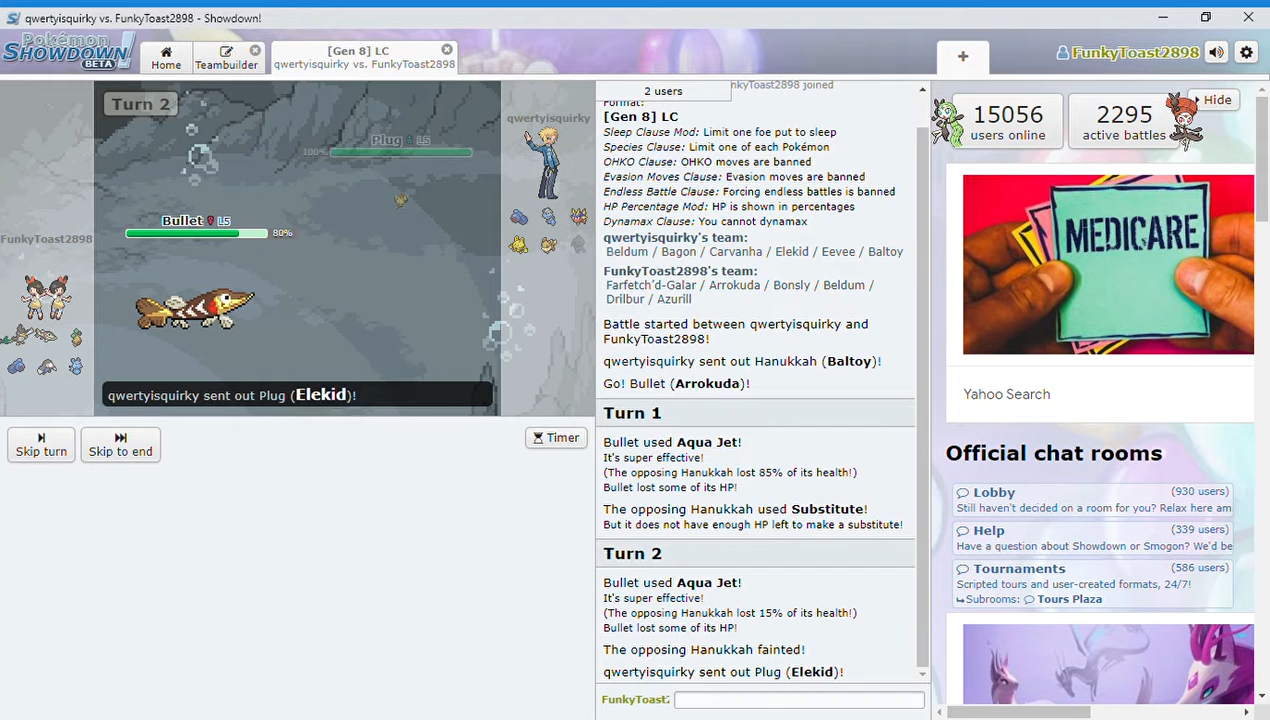 qwertyisquirky vs. FunkyToast2898 - Showdown!
Pokémon
SHOWDOWN!
BETA
Home
Teambuilder
[Gen 8] LC
qwertyisquirky vs. FunkyToast2898
+
FunkyToast2898
Turn 2
Plug L5
100%
qwertyisquirky
Bullet L5
80%
FunkyToast2898
qwertyisquirky sent out Plug (Elekid)!
Skip turn
Skip to end
Timer
2 users
nkyToast2898 joined
Format:
[Gen 8] LC
Sleep Clause Mod: Limit one foe put to sleep
Species Clause: Limit one of each Pokémon
OHKO Clause: OHKO moves are banned
Evasion Moves Clause: Evasion moves are banned
Endless Battle Clause: Forcing endless battles is banned
HP Percentage Mod: HP is shown in percentages
Dynamax Clause: You cannot dynamax
qwertyisquirky's team:
Beldum / Bagon / Carvanha / Elekid / Eevee / Baltoy
FunkyToast2898's team:
Farfetch'd-Galar / Arrokuda / Bonsly / Beldum /
Drilbur / Azurill
Battle started between qwertyisquirky and
FunkyToast2898!
qwertyisquirky sent out Hanukkah (Baltoy)!
Go! Bullet (Arrokuda)!
Turn 1
Bullet used Aqua Jet!
It's super effective!
(The opposing Hanukkah lost 85% of its health!)
Bullet lost some of its HP!
The opposing Hanukkah used Substitute!
But it does not have enough HP left to make a substitute!
Turn 2
Bullet used Aqua Jet!
It's super effective!
(The opposing Hanukkah lost 15% of its health!)
Bullet lost some of its HP!
The opposing Hanukkah fainted!
qwertyisquirky sent out Plug (Elekid)!
FunkyToast2
15056
users online
2295
active battles
Hide
MEDICARE
Yahoo Search
Official chat rooms
Lobby
(930 users)
Still haven't decided on a room for you? Relax here am
Help
(339 users)
Have a question about Showdown or Smogon? We'd be
Tournaments
(586 users)
Scripted tours and user-created formats, 24/7!
Subrooms: Tours Plaza